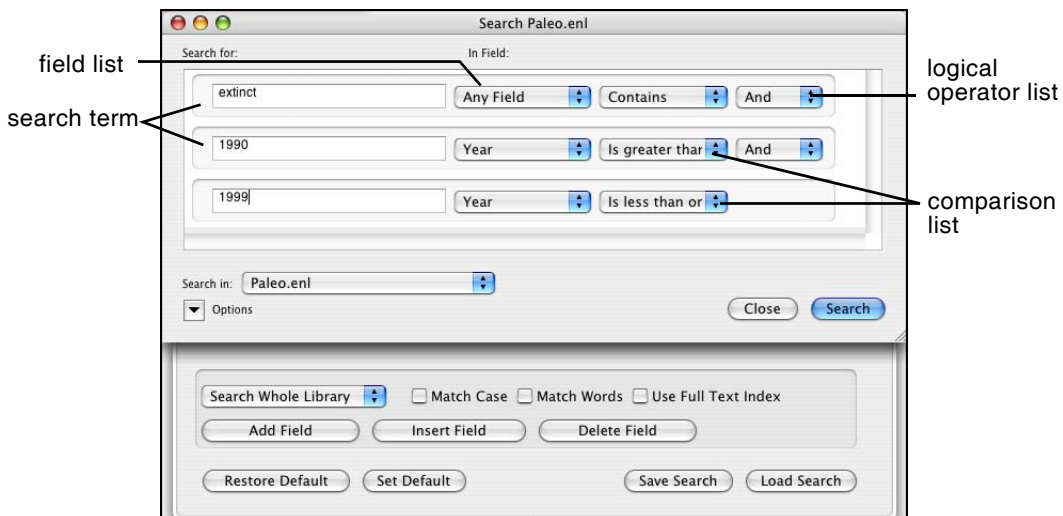 Search Paleo.enl
Search for: In Field:
field list
extinct Any Field Contains And
logical
operator list
search term
1990 Year Is greater than And
1999 Year Is less than or
comparison
list
Search in: Paleo.enl
Options Close Search
Search Whole Library Match Case Match Words Use Full Text Index
Add Field Insert Field Delete Field
Restore Default Set Default Save Search Load Search